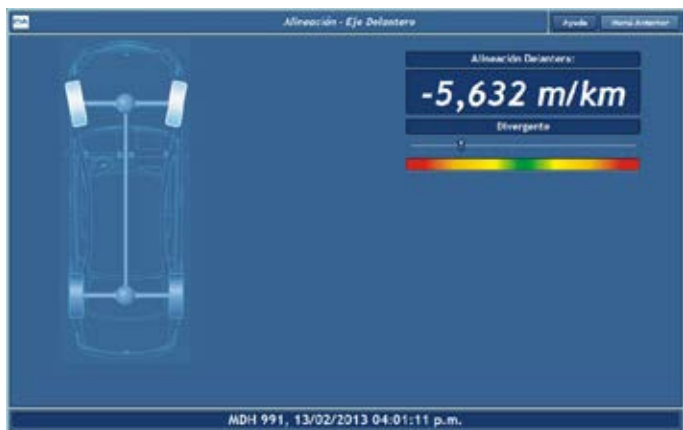 Alineación - Eje Delantero
Ayuda
Menú Anterior
Alineación Delantera:
-5,632 m/km
Divergente
MDH 991, 13/02/2013 04:01:11 p.m.